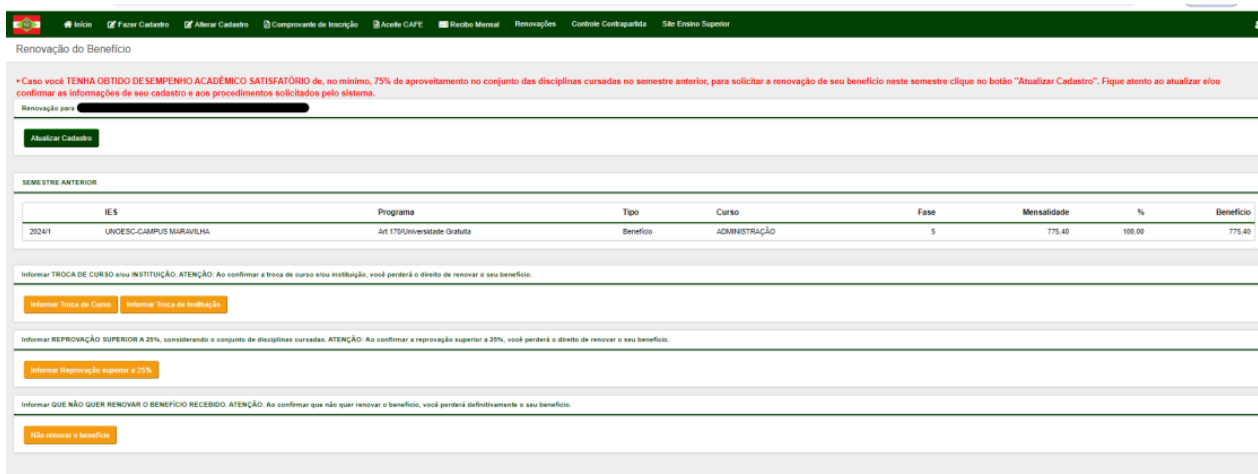 Início Fazer Cadastro Alterar Cadastro Comprovante de Inscrição Aceite CAFE Recibo Mensal Renovações Controle Contrapartida Site Ensino Superior
Renovação do Benefício
• Caso você TENHA OBTIDO DESEMPENHO ACADÊMICO SATISFATÓRIO de, no mínimo, 75% de aproveitamento no conjunto das disciplinas cursadas no semestre anterior, para solicitar a renovação de seu benefício neste semestre clique no botão "Atualizar Cadastro". Fique atento ao atualizar e/ou
confirmar as informações de seu cadastro e aos procedimentos solicitados pelo sistema.
Renovação para
Atualizar Cadastro
SEMESTRE ANTERIOR
IES Programa Tipo Curso Fase Mensalidade % Benefício
2024/1 UNOESC-CAMPUS MARAVILHA Art.170/Universidade Gratuita Benefício ADMINISTRAÇÃO 5 775,40 100,00 775,40
Informar TROCA DE CURSO e/ou INSTITUIÇÃO. ATENÇÃO: Ao confirmar a troca de curso e/ou instituição, você perderá o direito de renovar o seu benefício.
Informar Troca de Curso Informar Troca de Instituição
Informar REPROVAÇÃO SUPERIOR A 25%, considerando o conjunto de disciplinas cursadas. ATENÇÃO: Ao confirmar a reprovação superior a 25%, você perderá o direito de renovar o seu benefício.
Informar Reprovação superior a 25%
Informar QUE NÃO QUER RENOVAR O BENEFÍCIO RECEBIDO. ATENÇÃO: Ao confirmar que não quer renovar o benefício, você perderá definitivamente o seu benefício.
Não renovar o benefício